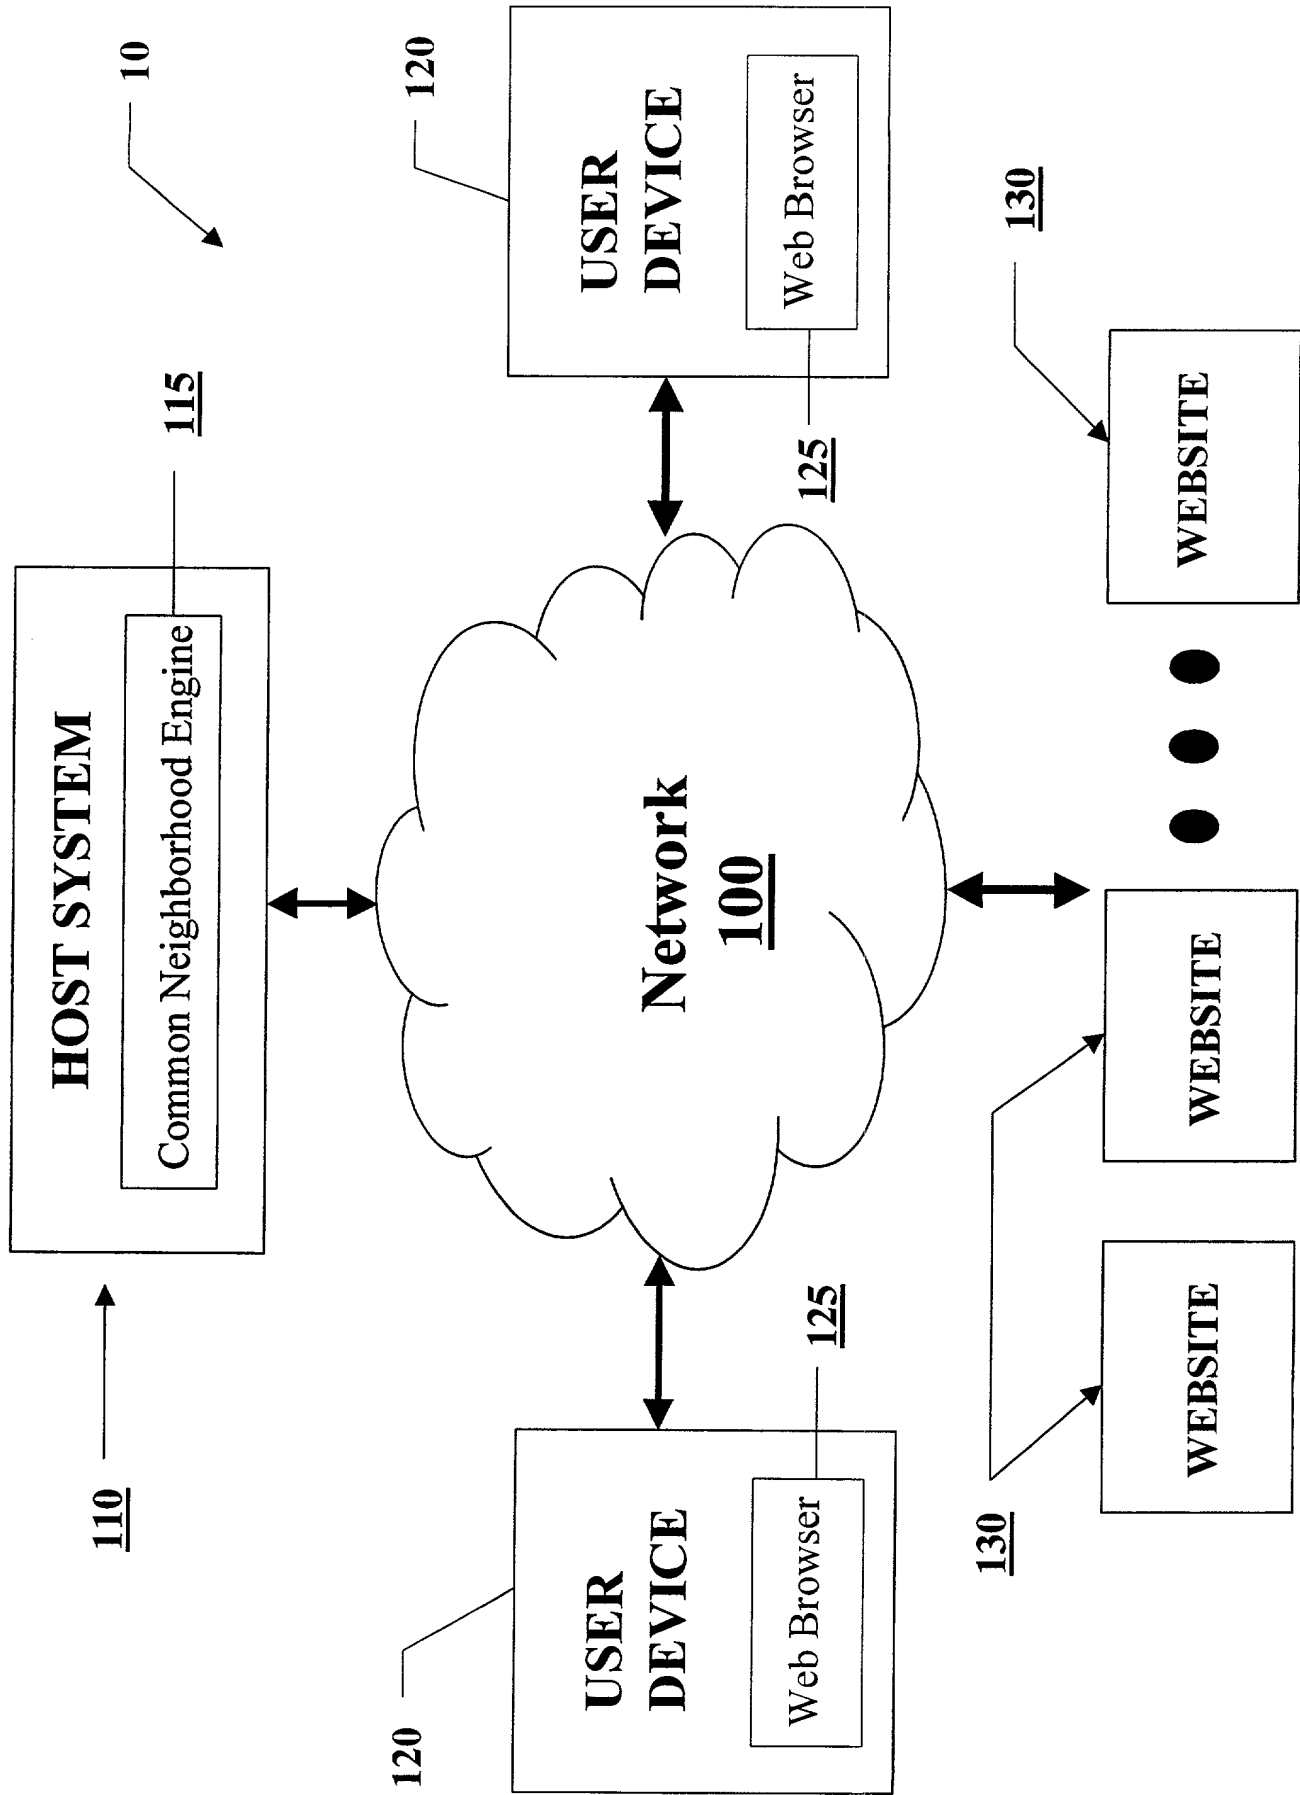 10
110
HOST SYSTEM
Common Neighborhood Engine
115
120
USER
DEVICE
Web Browser
125
Network
100
120
USER
DEVICE
Web Browser
125
130
WEBSITE
WEBSITE
WEBSITE
130